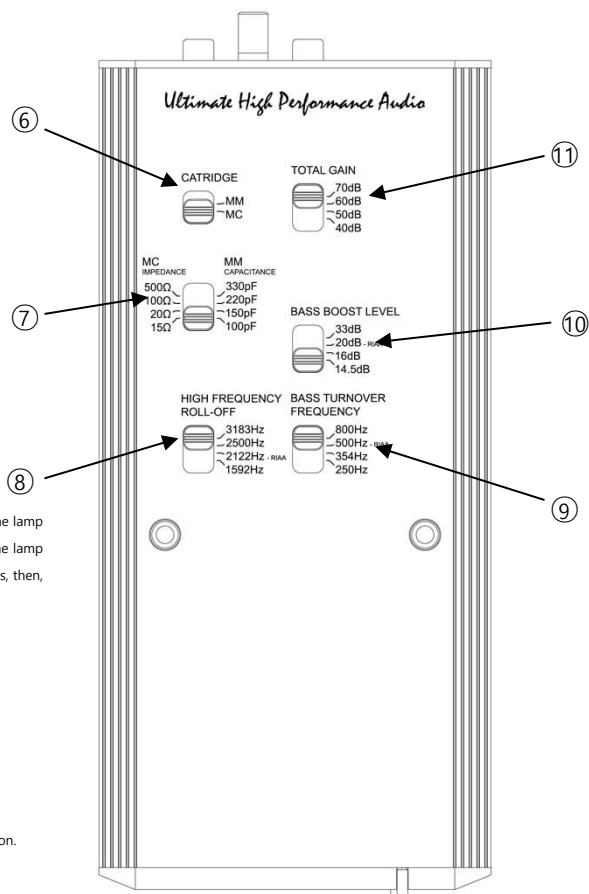 Ultimate High Performance Audio
⑥
⑪
CATRIDGE
MM
MC
TOTAL GAIN
70dB
60dB
50dB
40dB
MC
IMPEDANCE
500Ω
100Ω
20Ω
15Ω
MM
CAPACITANCE
330pF
220pF
150pF
100pF
⑦
BASS BOOST LEVEL
33dB
20dB - RIAA
16dB
14.5dB
⑩
HIGH FREQUENCY
ROLL-OFF
3183Hz
2500Hz
2122Hz - RIAA
1592Hz
⑧
BASS TURNOVER
FREQUENCY
800Hz
500Hz - RIAA
354Hz
250Hz
⑨
lamp
lamp
s, then,
on.